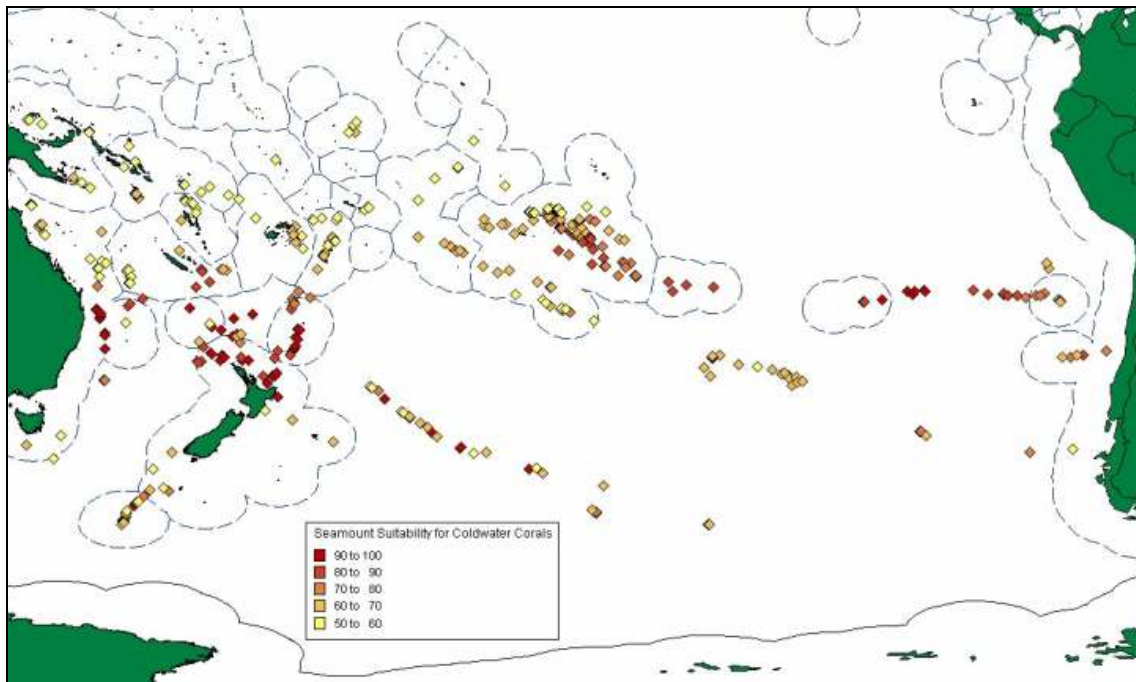 Seamount Suitability for Coldwater Corals
90 to 100
80 to 90
70 to 80
60 to 70
50 to 60